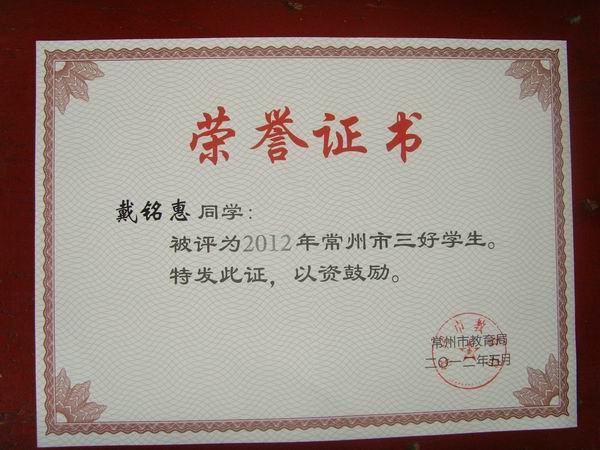 荣誉证书
戴铭惠 同学：
被评为2012年常州市三好学生。
特发此证，以资鼓励。
常州市教育局
二〇一二年五月